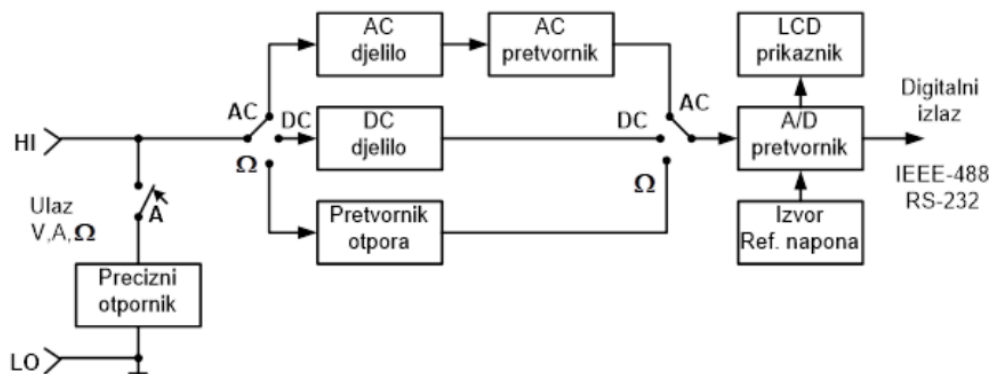 AC
djelilo
AC
pretvornik
LCD
prikaznik
AC
DC
DC
djelilo
DC
AC
A/D
pretvornik
Digitalni
izlaz
IEEE-488
RS-232
HI
Ω
Ω
Ulaz
V,A,Ω
A
Pretvornik
otpora
Izvor
Ref. napona
Precizni
otpornik
LO